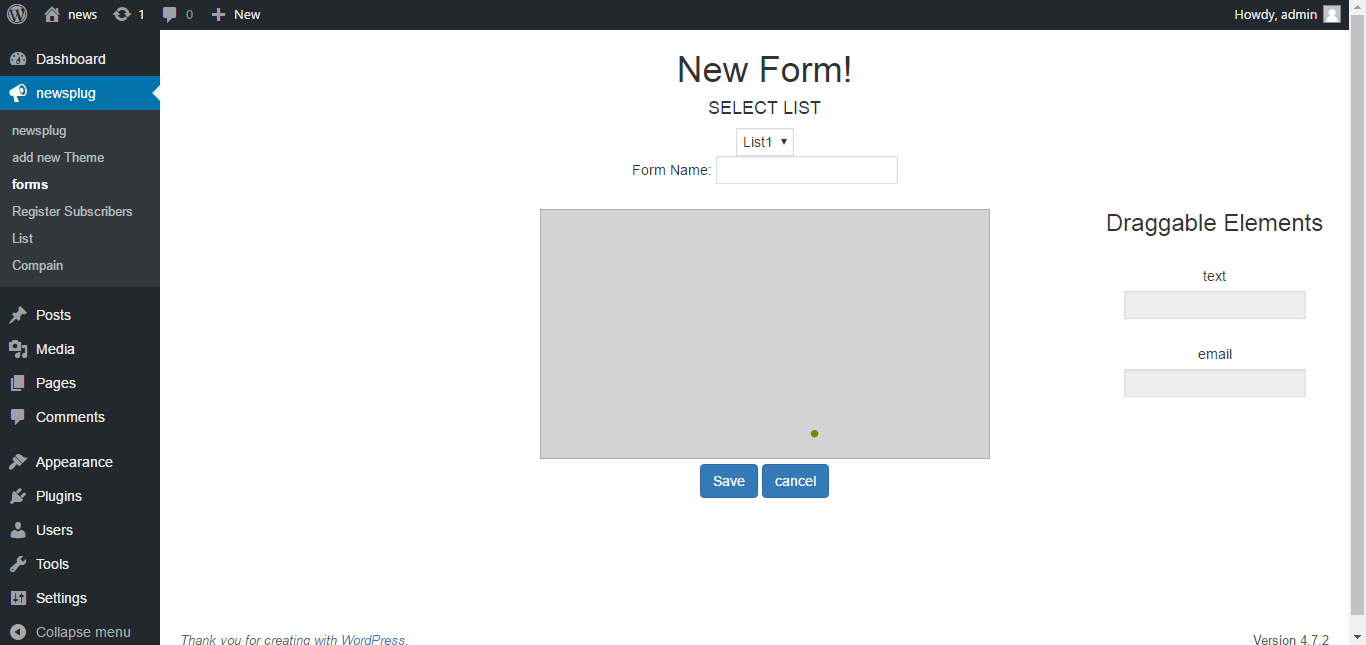 news 1 0 New Howdy, admin
Dashboard
newsplug
newsplug
add new Theme
forms
Register Subscribers
List
Compain
Posts
Media
Pages
Comments
Appearance
Plugins
Users
Tools
Settings
Collapse menu
New Form!
SELECT LIST
List1
Form Name:
Draggable Elements
text
email
Save cancel
Thank you for creating with WordPress. Version 4.7.2